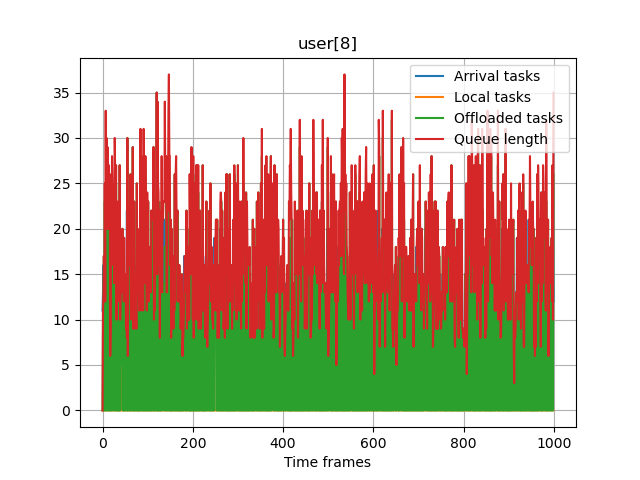 user[8]
Arrival tasks
Local tasks
Offloaded tasks
Queue length
35
30
25
20
15
10
5
0
0 200 400 600 800 1000
Time frames